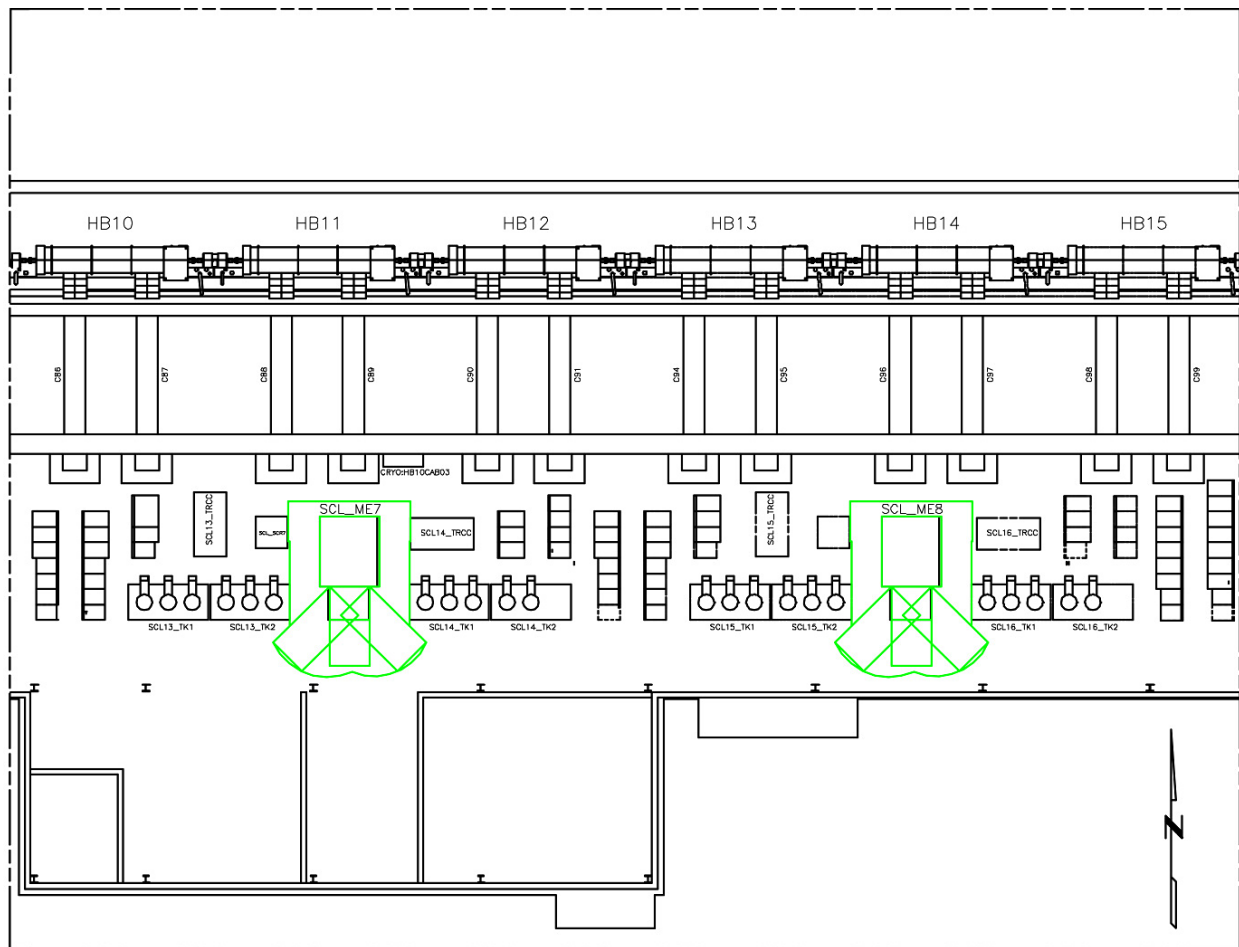 HB10 HB11 HB12 HB13 HB14 HB15
C86 C87 C88 C89 C90 C91 C94 C95 C96 C97 C98 C99
CRYO:HB10CAB03
SCL_ME7 SCL_ME8
SCL13_TRCC SCL_SCR7 SCL14_TRCC SCL15_TRCC SCL16_TRCC
SCL13_TK1 SCL13_TK2 SCL14_TK1 SCL14_TK2 SCL15_TK1 SCL15_TK2 SCL16_TK1 SCL16_TK2
N